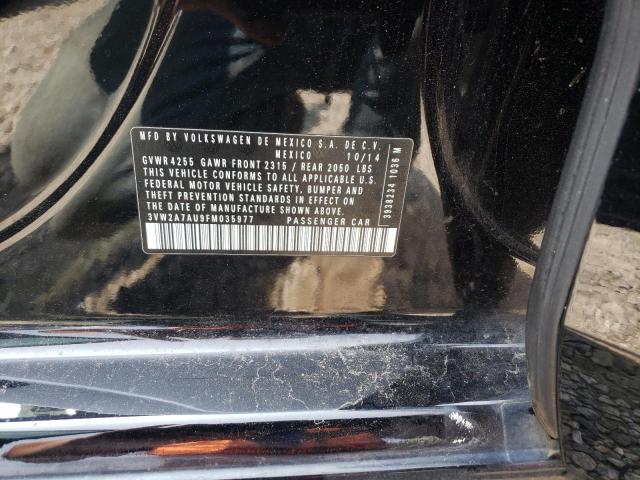 MFD BY VOLKSWAGEN DE MEXICO S.A. DE C.V.
MEXICO 10/14
GVWR 4255 GAWR FRONT 2315 / REAR 2050 LBS
THIS VEHICLE CONFORMS TO ALL APPLICABLE U.S.
FEDERAL MOTOR VEHICLE SAFETY, BUMPER AND
THEFT PREVENTION STANDARDS IN EFFECT ON
THE DATE OF MANUFACTURE SHOWN ABOVE.
3VW2A7AU9FM035977 PASSENGER CAR
3938234 1036 M